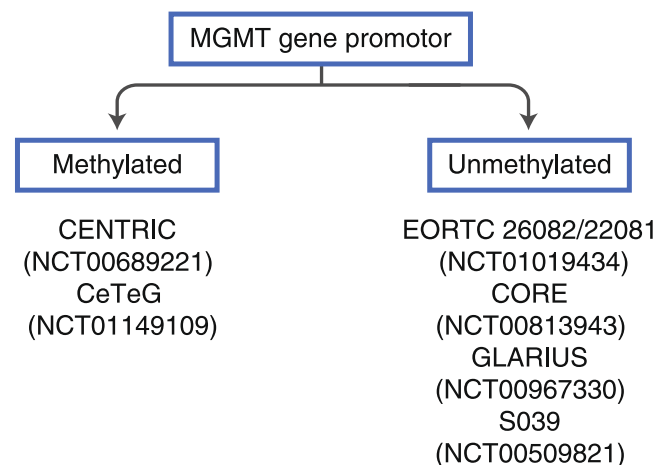 MGMT gene promotor
Methylated
Unmethylated
CENTRIC
(NCT00689221)
CeTeG
(NCT01149109)
EORTC 26082/22081
(NCT01019434)
CORE
(NCT00813943)
GLARIUS
(NCT00967330)
S039
(NCT00509821)